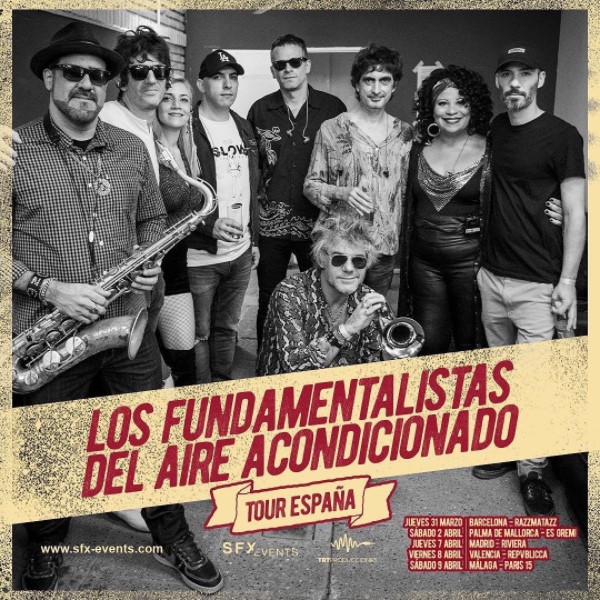 LA
SLOW
LOS FUNDAMENTALISTAS
DEL AIRE ACONDICIONADO
TOUR ESPAÑA
www.sfx-events.com
SFX EVENTS
TRTPRODUCCIONES
JUEVES 31 MARZO | BARCELONA - RAZZMATAZZ
SÁBADO 2 ABRIL | PALMA DE MALLORCA - ES GREMI
JUEVES 7 ABRIL | MADRID - RIVIERA
VIERNES 8 ABRIL | VALENCIA - REPVBLICCA
SÁBADO 9 ABRIL | MÁLAGA - PARIS 15